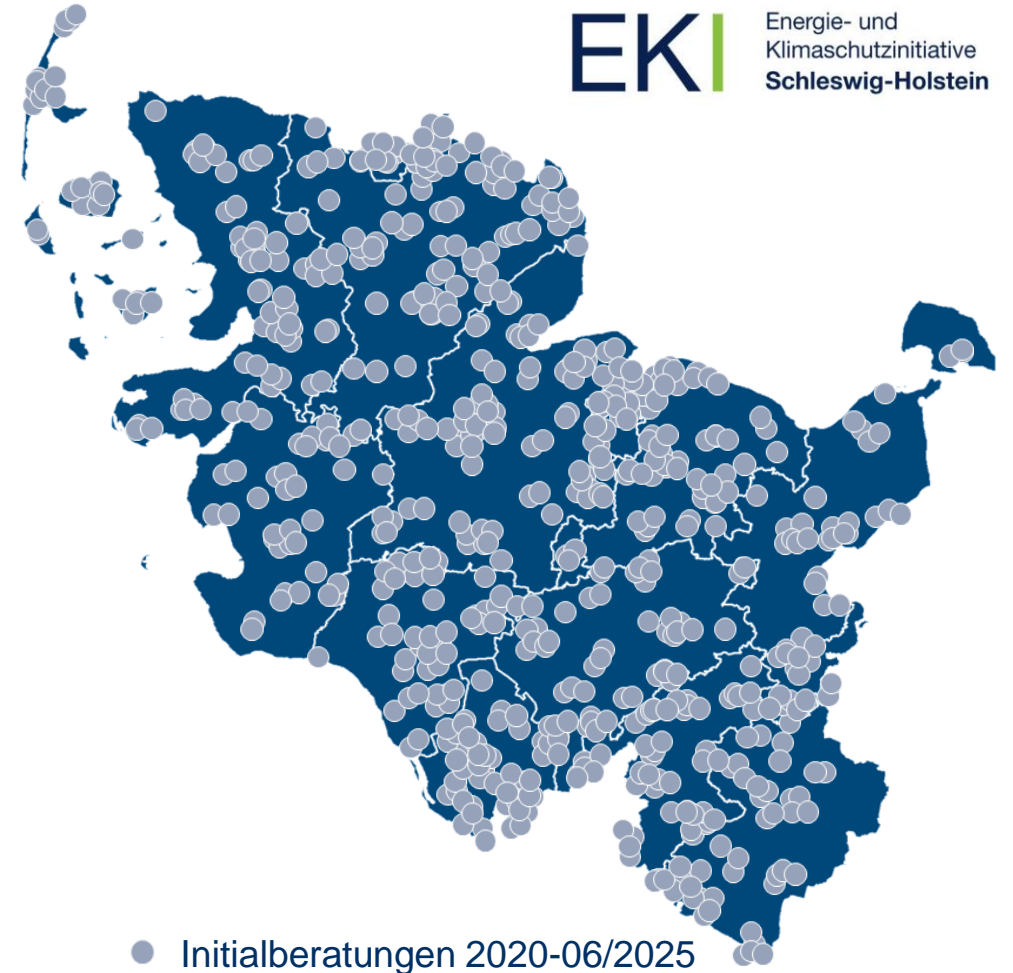 EKI
Energie- und
Klimaschutzinitiative
Schleswig-Holstein
Initialberatungen 2020-06/2025